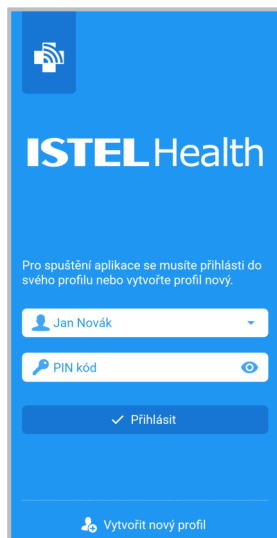 ISTEL Health
Pro spuštění aplikace se musíte přihlásti do
svého profilu nebo vytvořte profil nový.
Jan Novák
PIN kód
Přihlásit
Vytvořit nový profil